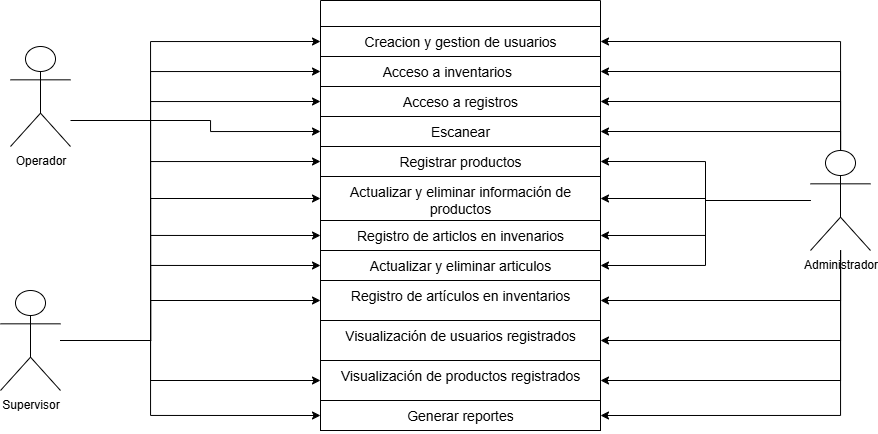 Creacion y gestion de usuarios
Acceso a inventarios
Acceso a registros
Escanear
Registrar productos
Actualizar y eliminar información de
productos
Registro de articlos en invenarios
Actualizar y eliminar articulos
Registro de artículos en inventarios
Visualización de usuarios registrados
Visualización de productos registrados
Generar reportes
Operador
Supervisor
Administrador